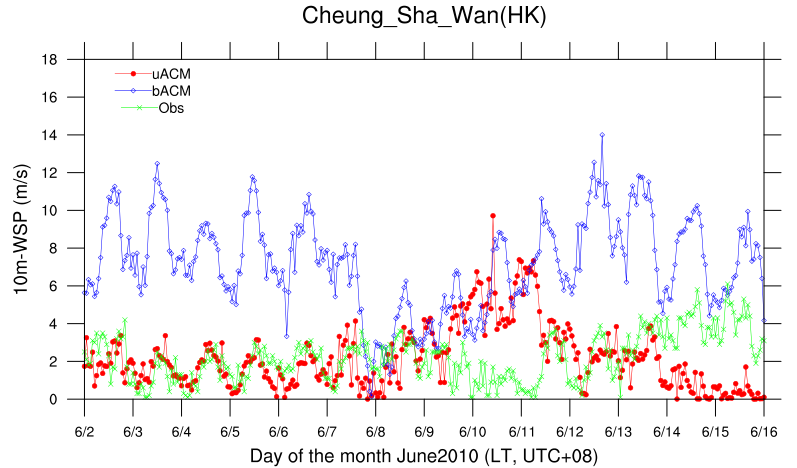 Cheung_Sha_Wan(HK)
uACM
bACM
Obs
10m-WSP (m/s)
18
16
14
12
10
8
6
4
2
0
6/2 6/3 6/4 6/5 6/6 6/7 6/8 6/9 6/10 6/11 6/12 6/13 6/14 6/15 6/16
Day of the month June2010 (LT, UTC+08)